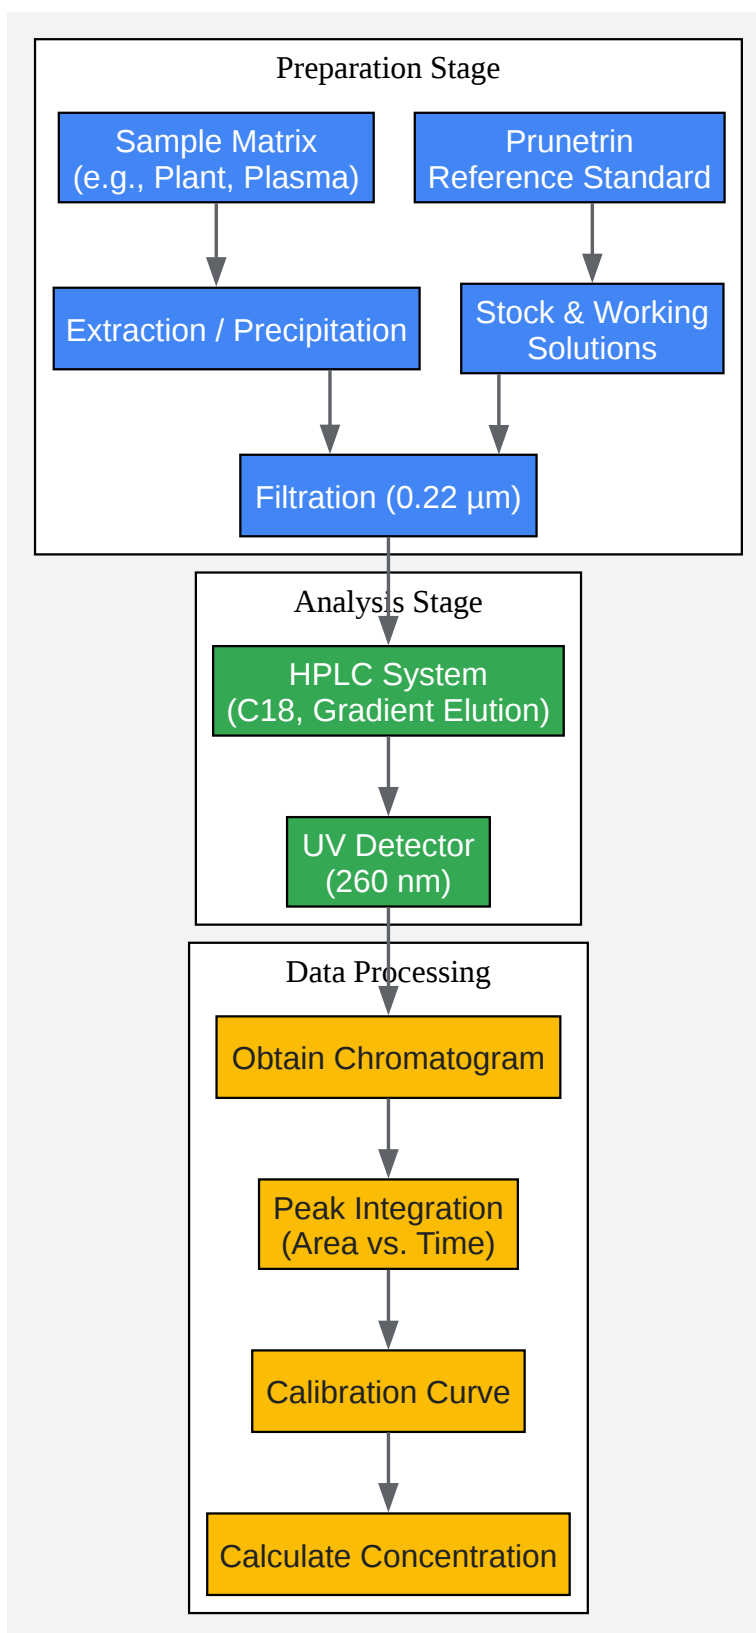 Preparation Stage
Sample Matrix
(e.g., Plant, Plasma)
Prunetrin
Reference Standard
Extraction / Precipitation
Stock & Working
Solutions
Filtration (0.22 µm)
Analysis Stage
HPLC System
(C18, Gradient Elution)
UV Detector
(260 nm)
Data Processing
Obtain Chromatogram
Peak Integration
(Area vs. Time)
Calibration Curve
Calculate Concentration